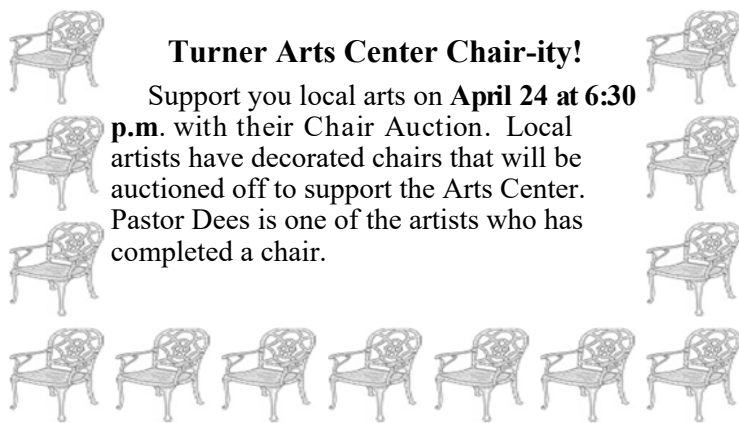 Turner Arts Center Chair-ity!
Support you local arts on April 24 at 6:30
p.m. with their Chair Auction. Local
artists have decorated chairs that will be
auctioned off to support the Arts Center.
Pastor Dees is one of the artists who has
completed a chair.